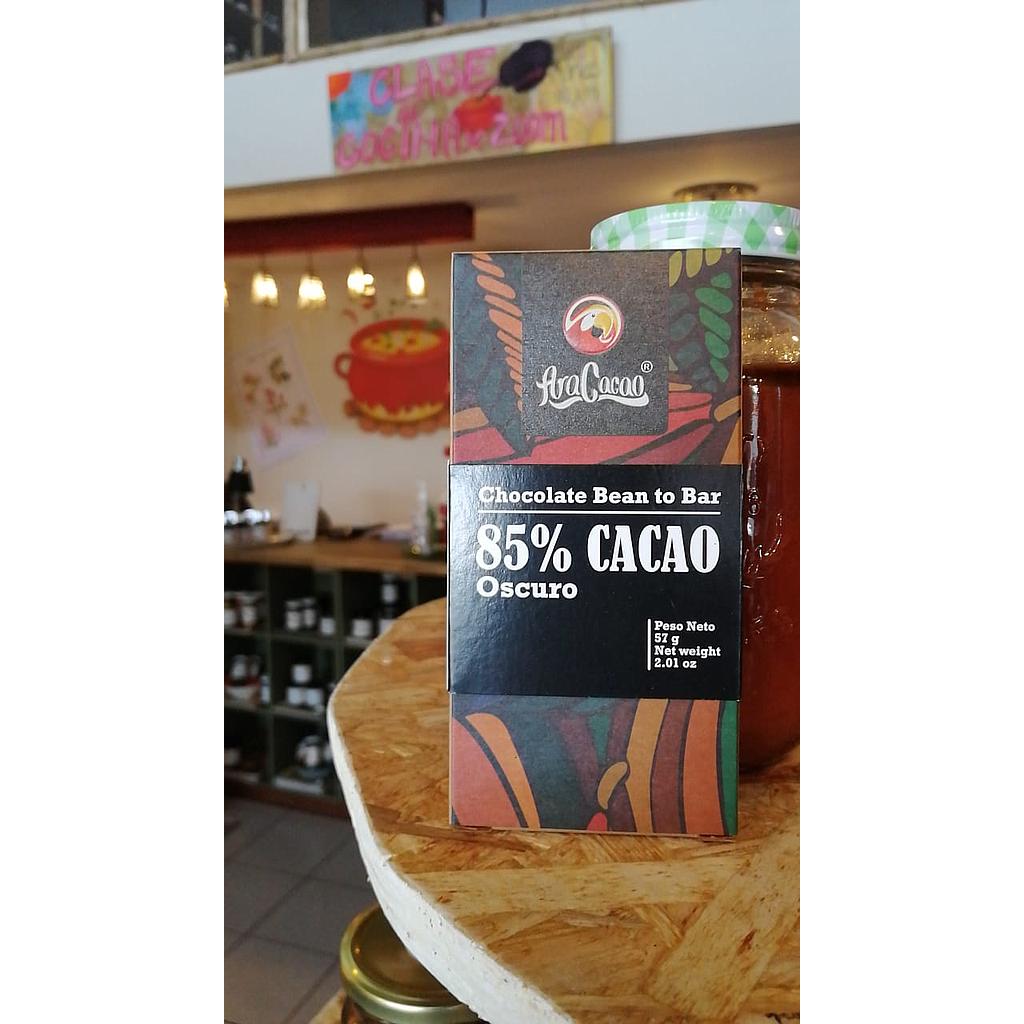 CLASE
COCINA
AraCacao®
Chocolate Bean to Bar
85% CACAO
Oscuro
Peso Neto
57 g
Net weight
2.01 oz